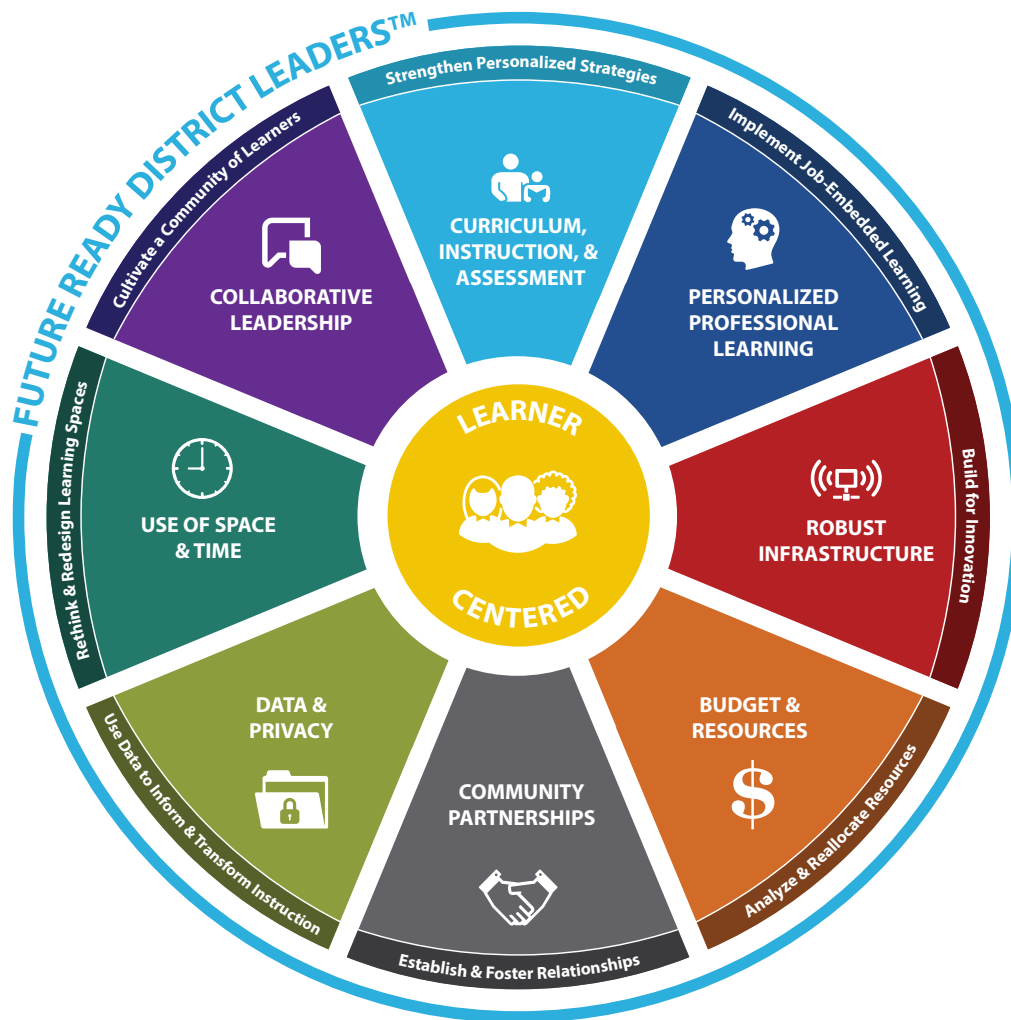 FUTURE READY DISTRICT LEADERS™
Strengthen Personalized Strategies
CURRICULUM,
INSTRUCTION, &
ASSESSMENT
Implement Job-Embedded Learning
PERSONALIZED
PROFESSIONAL
LEARNING
Build for Innovation
ROBUST
INFRASTRUCTURE
Analyze & Reallocate Resources
BUDGET &
RESOURCES
$
Establish & Foster Relationships
COMMUNITY
PARTNERSHIPS
Use Data to Inform & Transform Instruction
DATA &
PRIVACY
Rethink & Redesign Learning Spaces
USE OF SPACE
& TIME
Cultivate a Community of Learners
COLLABORATIVE
LEADERSHIP
LEARNER
CENTERED